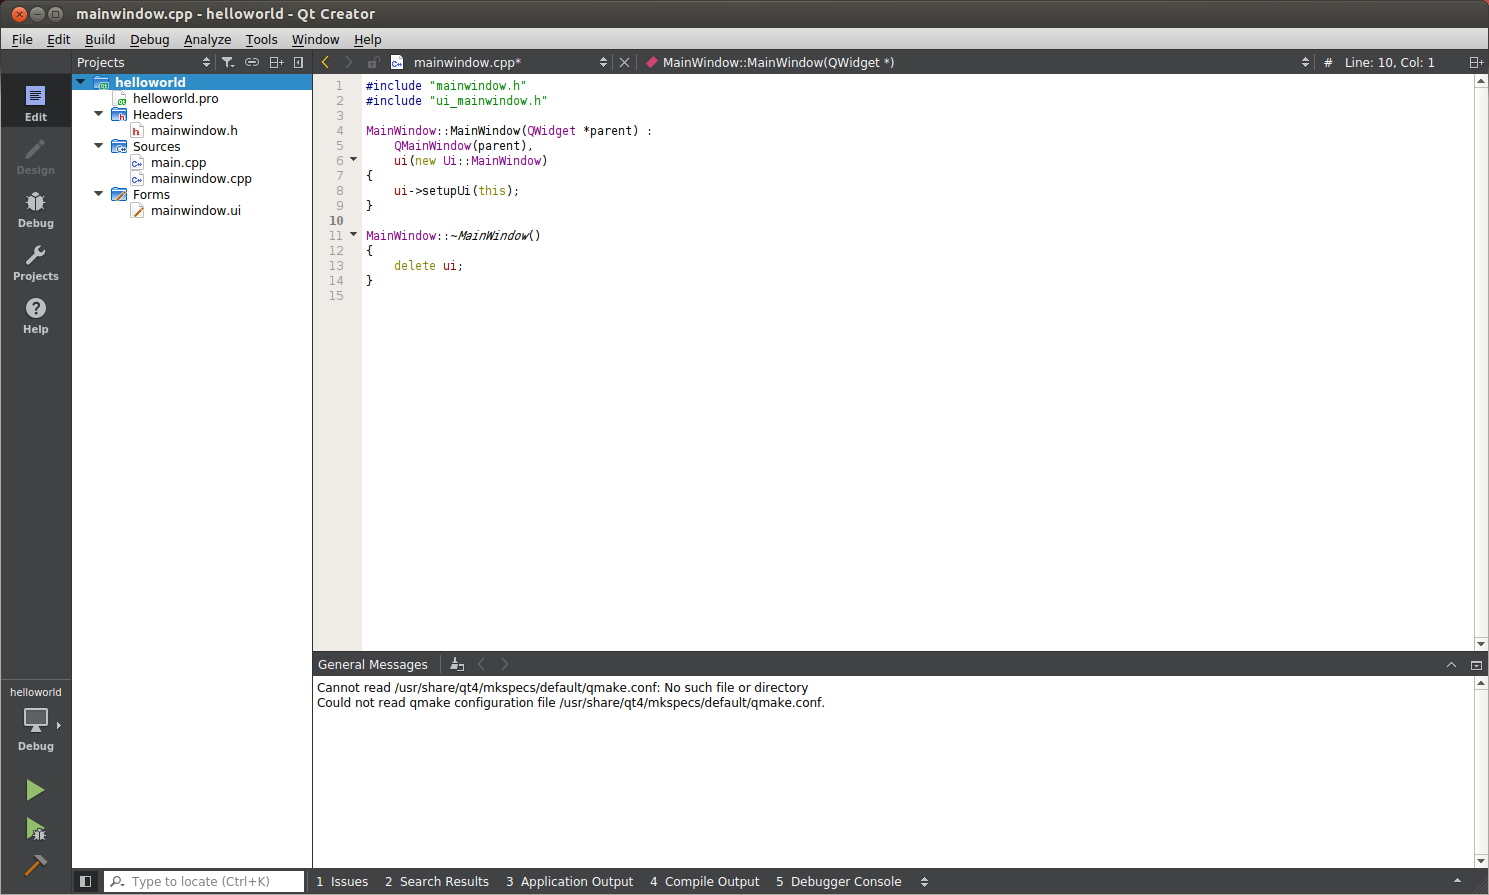 mainwindow.cpp - helloworld - Qt Creator
File Edit Build Debug Analyze Tools Window Help
Projects
mainwindow.cpp*
MainWindow::MainWindow(QWidget *)
# Line: 10, Col: 1
Edit
Design
Debug
Projects
Help
helloworld
helloworld.pro
Headers
mainwindow.h
Sources
main.cpp
mainwindow.cpp
Forms
mainwindow.ui
1 #include "mainwindow.h"
2 #include "ui_mainwindow.h"
3
4 MainWindow::MainWindow(QWidget *parent) :
5     QMainWindow(parent),
6     ui(new Ui::MainWindow)
7 {
8     ui->setupUi(this);
9 }
10
11 MainWindow::~MainWindow()
12 {
13     delete ui;
14 }
15
General Messages
Cannot read /usr/share/qt4/mkspecs/default/qmake.conf: No such file or directory
Could not read qmake configuration file /usr/share/qt4/mkspecs/default/qmake.conf.
helloworld
Debug
Type to locate (Ctrl+K)
1 Issues 2 Search Results 3 Application Output 4 Compile Output 5 Debugger Console